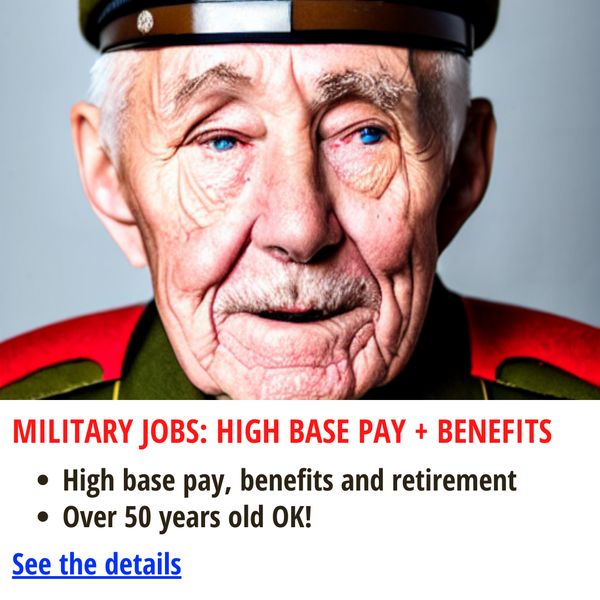 MILITARY JOBS: HIGH BASE PAY + BENEFITS
• High base pay, benefits and retirement
• Over 50 years old OK!
See the details